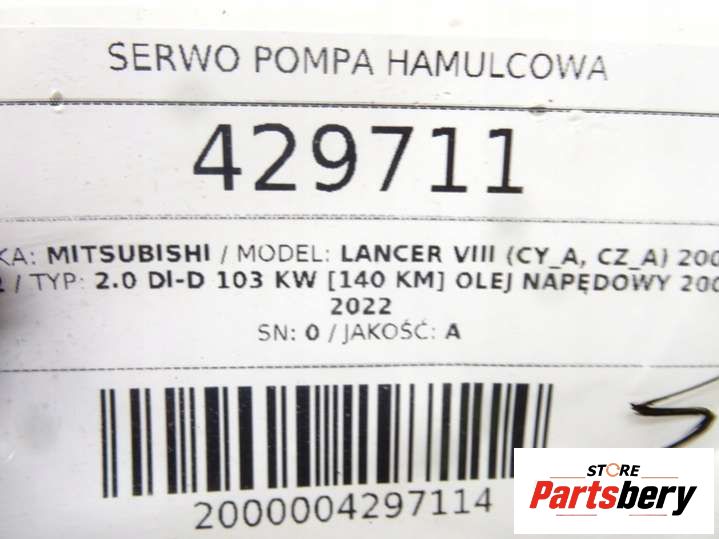 SERWO POMPA HAMULCOWA
429711
KA: MITSUBISHI / MODEL: LANCER VIII (CY_A, CZ_A) 200
/ TYP: 2.0 DI-D 103 KW [140 KM] OLEJ NAPĘDOWY 200
2022
SN: 0 / JAKOŚĆ: A
2000004297114
STORE
Partsbery